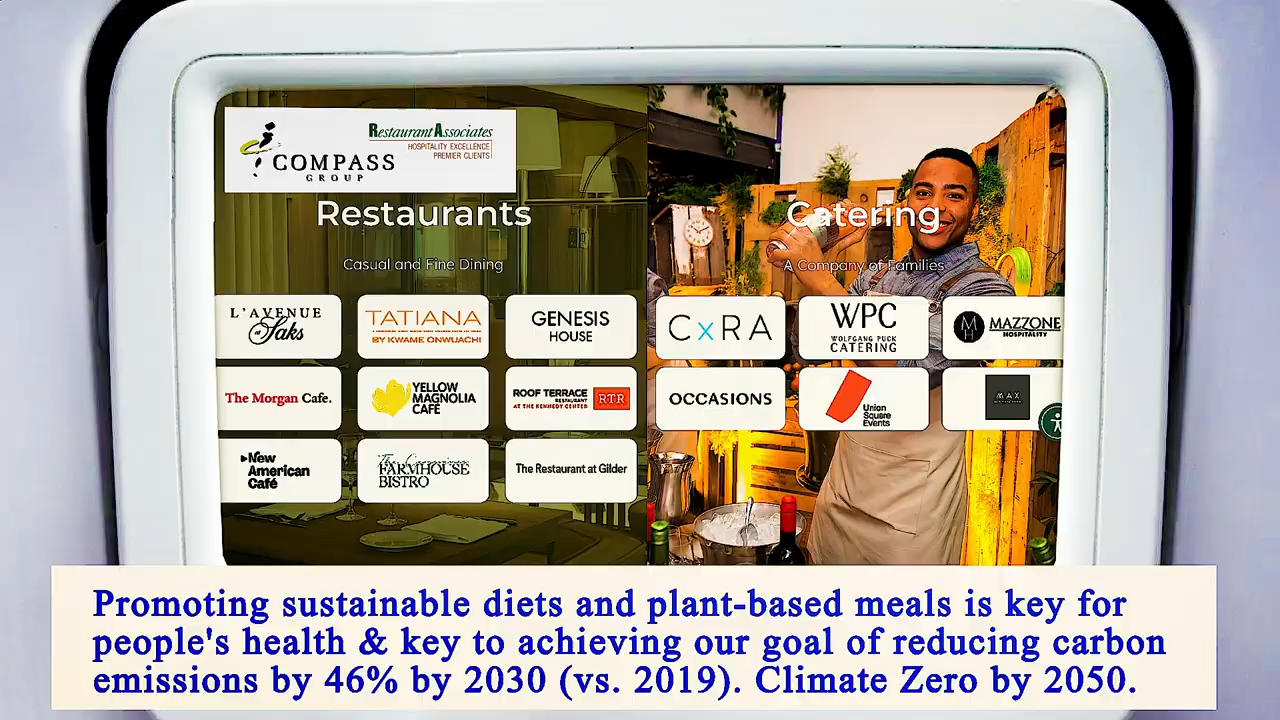 COMPASS
GROUP
Restaurant Associates
HOSPITALITY EXCELLENCE
PREMIER CLIENTS
Restaurants
Casual and Fine Dining
L'AVENUE
Saks
TATIANA
BY KWAME ONWUACHI
GENESIS
HOUSE
The Morgan Cafe.
YELLOW
MAGNOLIA
CAFÉ
ROOF TERRACE
RESTAURANT
AT THE KENNEDY CENTER
RTR
New
American
Café
FARMHOUSE
BISTRO
The Restaurant at Gilder
Catering
A Company of Families
CxRA
WPC
WOLFGANG PUCK
CATERING
MH
MAZZONE
HOSPITALITY
OCCASIONS
Union
Square
Events
MAX
Promoting sustainable diets and plant-based meals is key for
people's health & key to achieving our goal of reducing carbon
emissions by 46% by 2030 (vs. 2019). Climate Zero by 2050.